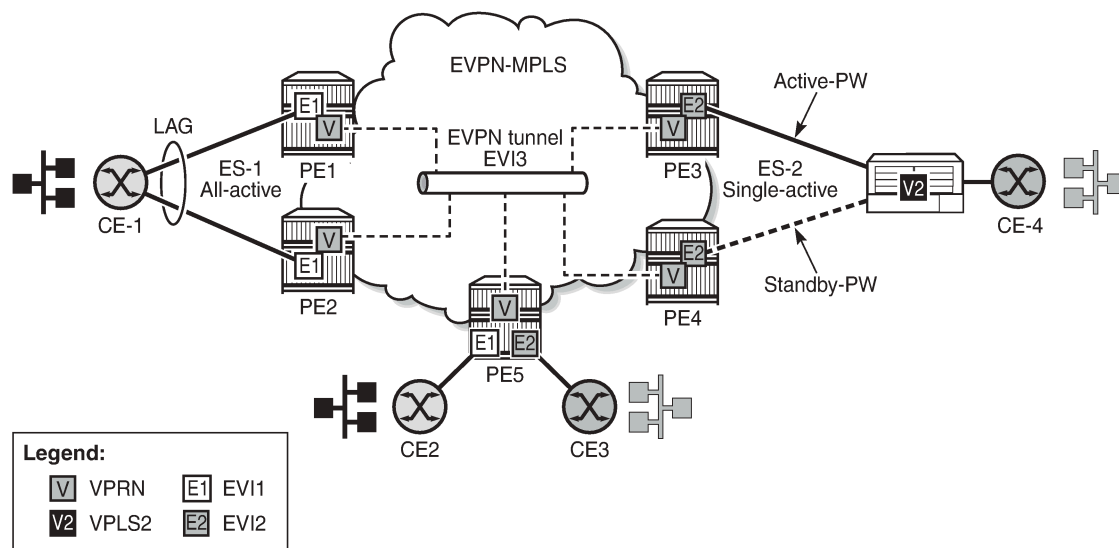 EVPN-MPLS
Active-PW
LAG
E1
V
PE1
ES-1
All-active
CE-1
V
E1
PE2
EVPN tunnel
EVI3
E2
V
PE3
ES-2
Single-active
V2
CE-4
E2
V
PE4
Standby-PW
V
E1
E2
PE5
CE2
CE3
Legend:
V VPRN
E1 EVI1
V2 VPLS2
E2 EVI2